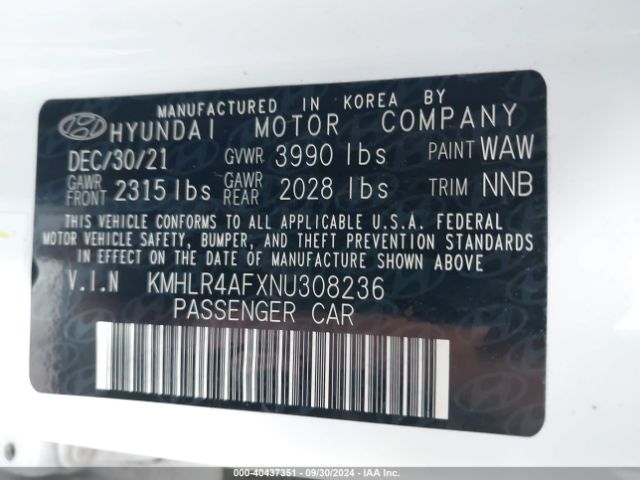 MANUFACTURED IN KOREA BY
HYUNDAI MOTOR COMPANY
DEC/30/21 GVWR 3990 lbs PAINT WAW
GAWR FRONT 2315 lbs GAWR REAR 2028 lbs TRIM NNB
THIS VEHICLE CONFORMS TO ALL APPLICABLE U.S.A. FEDERAL
MOTOR VEHICLE SAFETY, BUMPER, AND THEFT PREVENTION STANDARDS
IN EFFECT ON THE DATE OF MANUFACTURE SHOWN ABOVE
V.I.N KMHLR4AFXNU308236
PASSENGER CAR
000-40437351 - 09/30/2024 - IAA Inc.